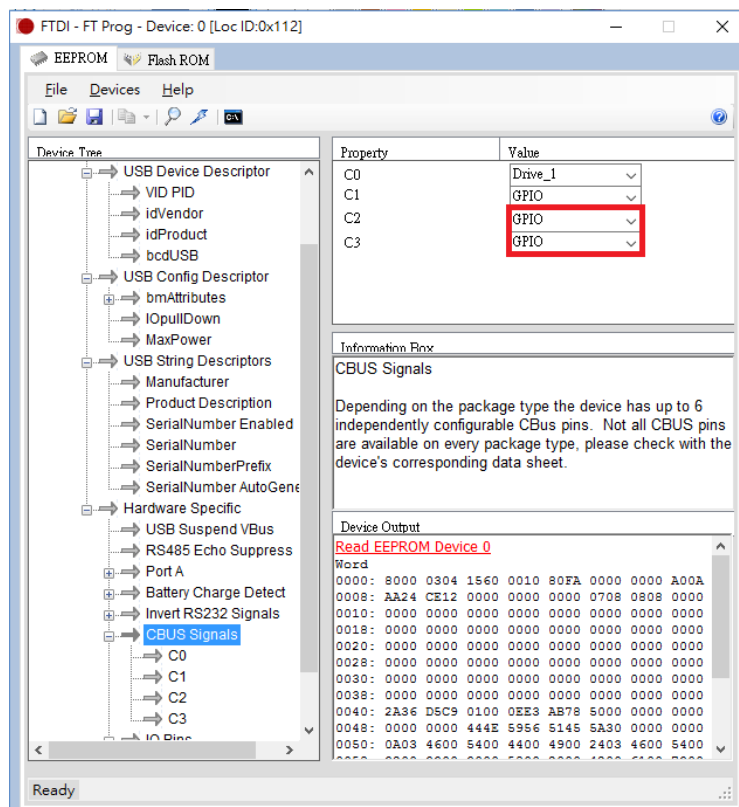 FTDI - FT Prog - Device: 0 [Loc ID:0x112]
EEPROM Flash ROM
File Devices Help
Device Tree
USB Device Descriptor
VID PID
idVendor
idProduct
bcdUSB
USB Config Descriptor
bmAttributes
IOpullDown
MaxPower
USB String Descriptors
Manufacturer
Product Description
SerialNumber Enabled
SerialNumber
SerialNumberPrefix
SerialNumber AutoGene
Hardware Specific
USB Suspend VBus
RS485 Echo Suppress
Port A
Battery Charge Detect
Invert RS232 Signals
CBUS Signals
C0
C1
C2
C3
IO Pins
Property Value
C0 Drive_1
C1 GPIO
C2 GPIO
C3 GPIO
Information Box
CBUS Signals
Depending on the package type the device has up to 6
independently configurable CBus pins. Not all CBUS pins
are available on every package type, please check with the
device's corresponding data sheet.
Device Output
Read EEPROM Device 0
Word
0000: 8000 0304 1560 0010 80FA 0000 0000 A00A
0008: AA24 CE12 0000 0000 0000 0708 0808 0000
0010: 0000 0000 0000 0000 0000 0000 0000 0000
0018: 0000 0000 0000 0000 0000 0000 0000 0000
0020: 0000 0000 0000 0000 0000 0000 0000 0000
0028: 0000 0000 0000 0000 0000 0000 0000 0000
0030: 0000 0000 0000 0000 0000 0000 0000 0000
0038: 0000 0000 0000 0000 0000 0000 0000 0000
0040: 2A36 D5C9 0100 0EE3 AB78 5000 0000 0000
0048: 0000 0000 444E 5956 5145 5A30 0000 0000
0050: 0A03 4600 5400 4400 4900 2403 4600 5400
Ready